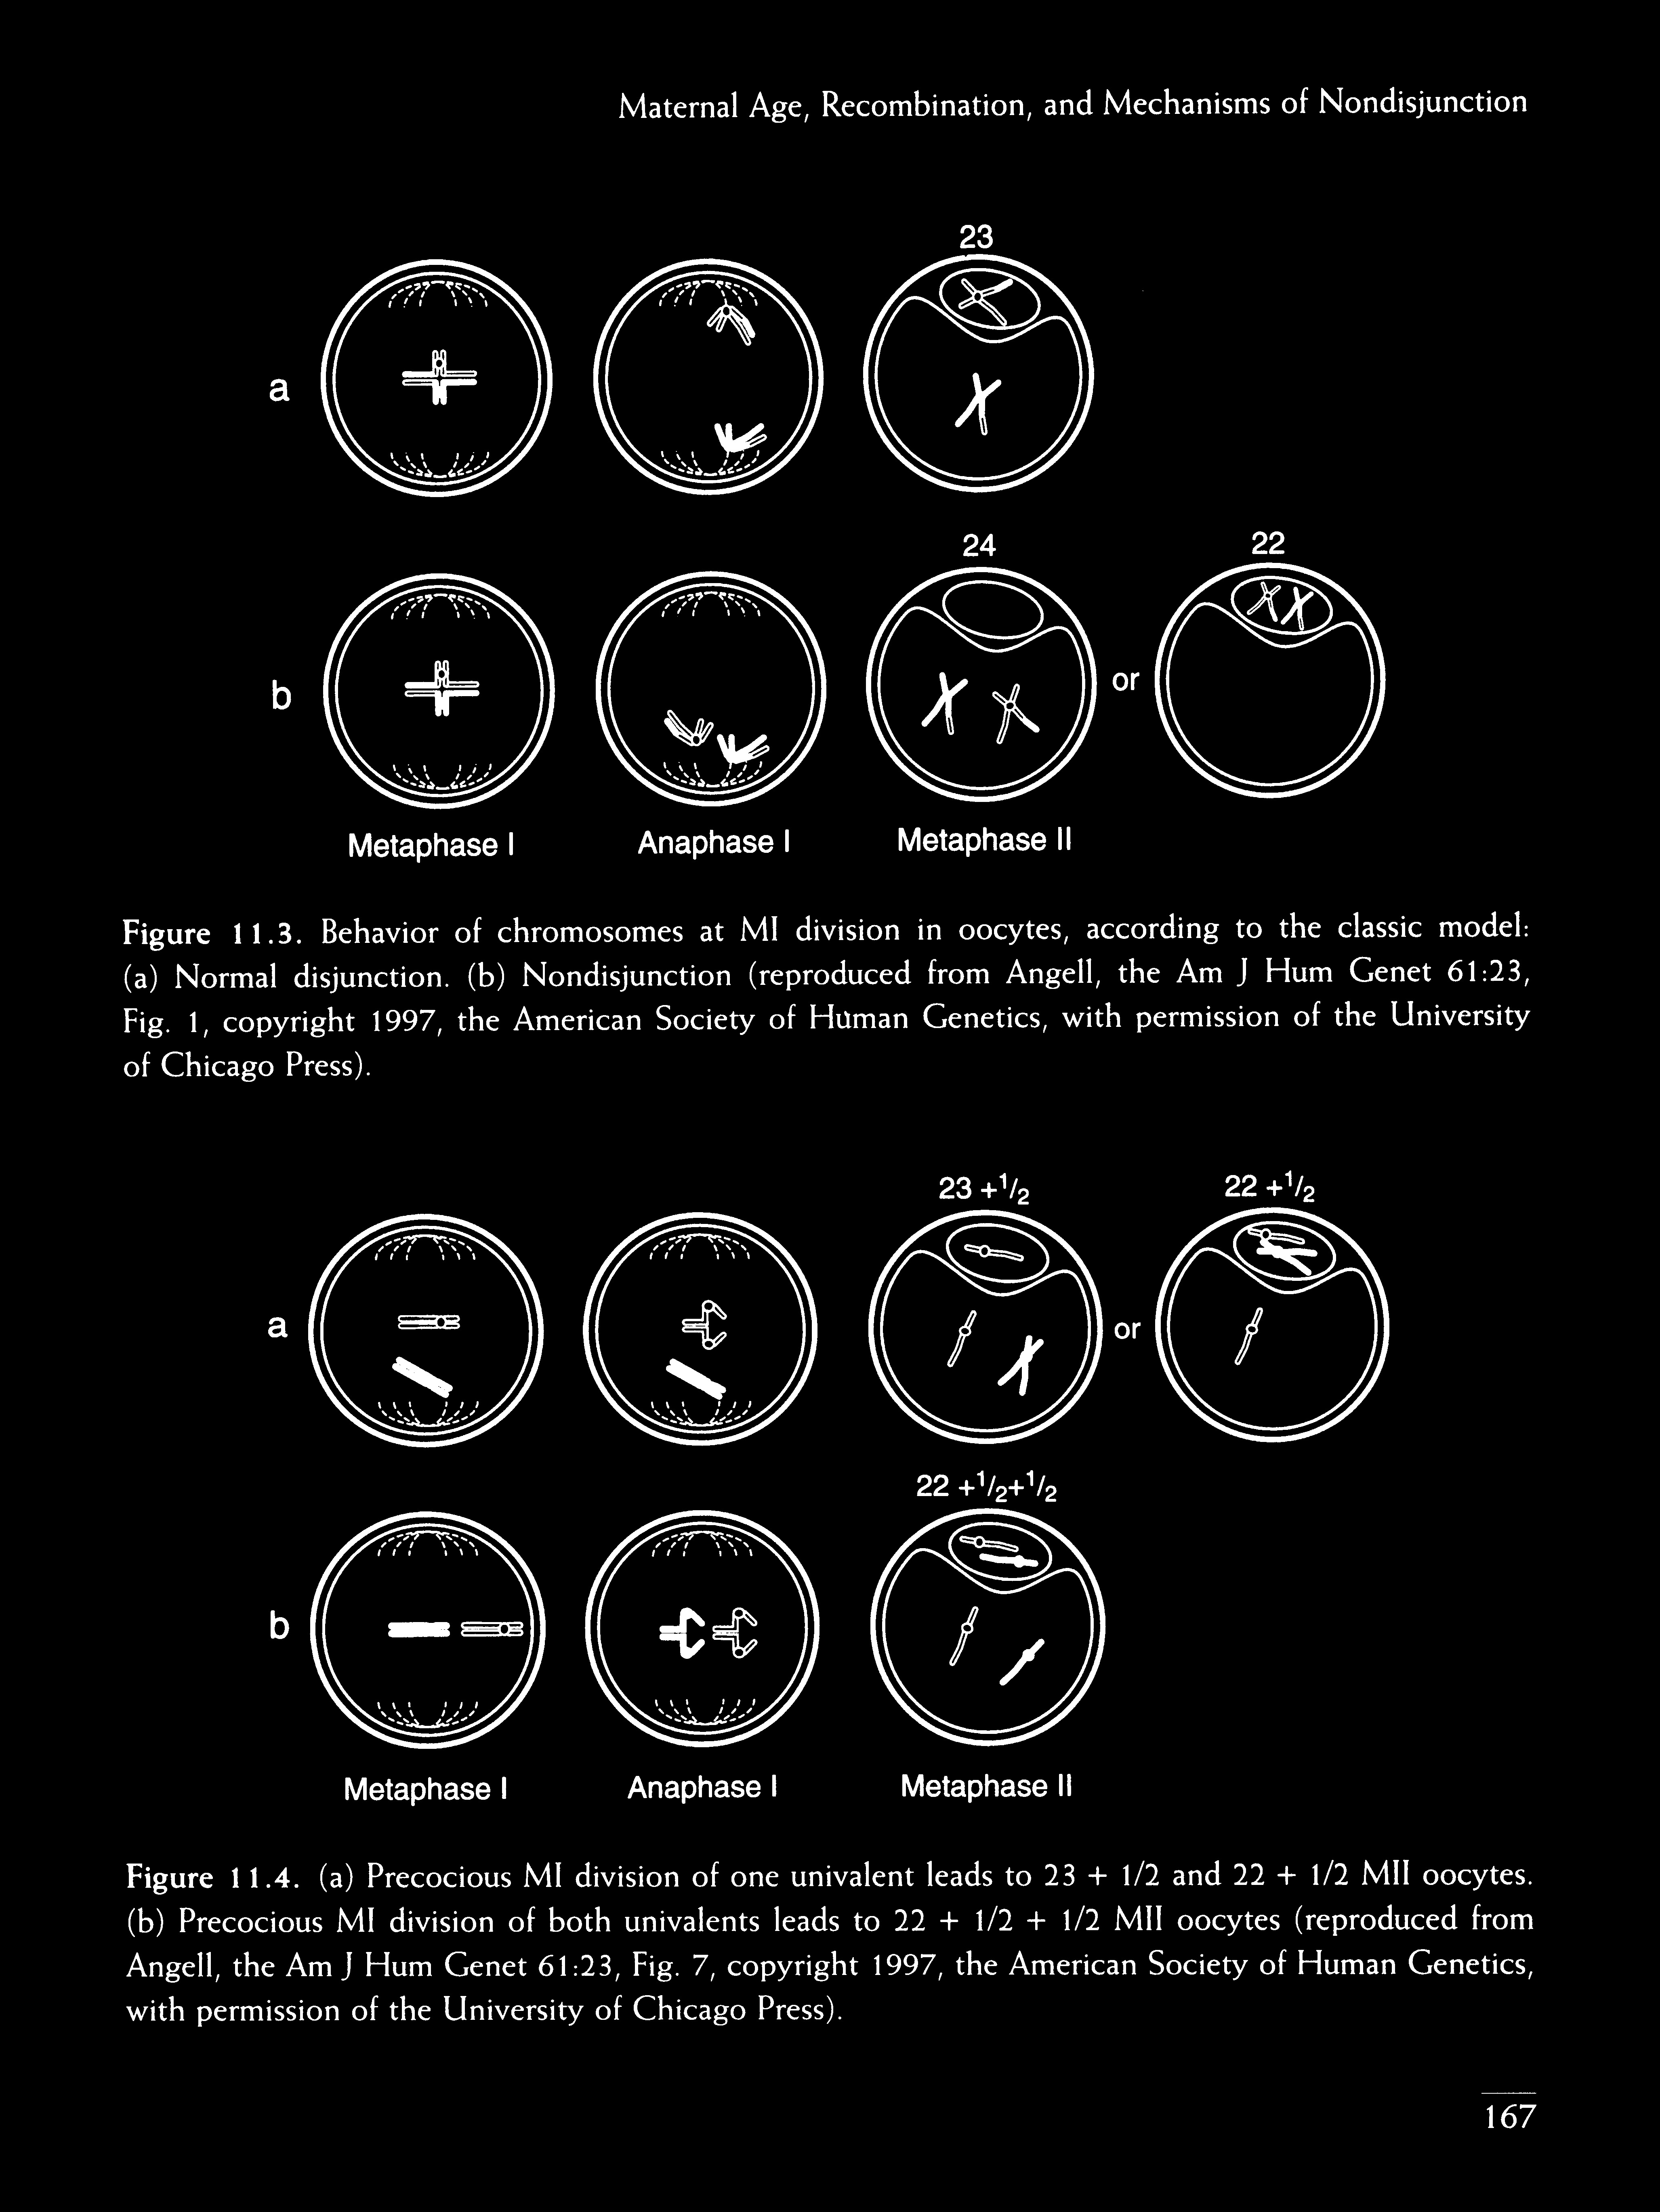 Maternal Age, Recombination, and Mechanisms of Nondisjunction
23
a
24
22
b
or
Metaphase I
Anaphase I
Metaphase II
Figure 11.3. Behavior of chromosomes at MI division in oocytes, according to the classic model:
(a) Normal disjunction. (b) Nondisjunction (reproduced from Angell, the Am J Hum Genet 61:23,
Fig. 1, copyright 1997, the American Society of Human Genetics, with permission of the University
of Chicago Press).
23 +1/2
22 +1/2
a
or
22 +1/2+1/2
b
Metaphase I
Anaphase I
Metaphase II
Figure 11.4. (a) Precocious MI division of one univalent leads to 23 + 1/2 and 22 + 1/2 MII oocytes.
(b) Precocious MI division of both univalents leads to 22 + 1/2 + 1/2 MII oocytes (reproduced from
Angell, the Am J Hum Genet 61:23, Fig. 7, copyright 1997, the American Society of Human Genetics,
with permission of the University of Chicago Press).
167